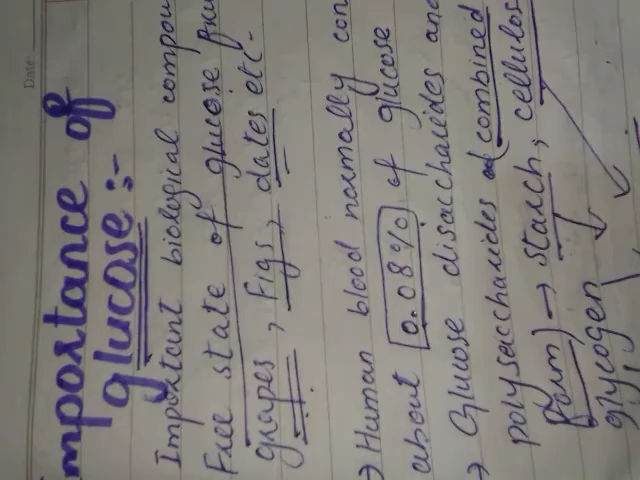 Date
Importance of
glucose :-
Important biological compou
Free state of glucose fru
grapes, Figs, dates etc.
→ Human blood normally con
about 0.08% of glucose
→ Glucose disaccharides and
polysaccharides (combined
form) → starch, cellulos
glycogen